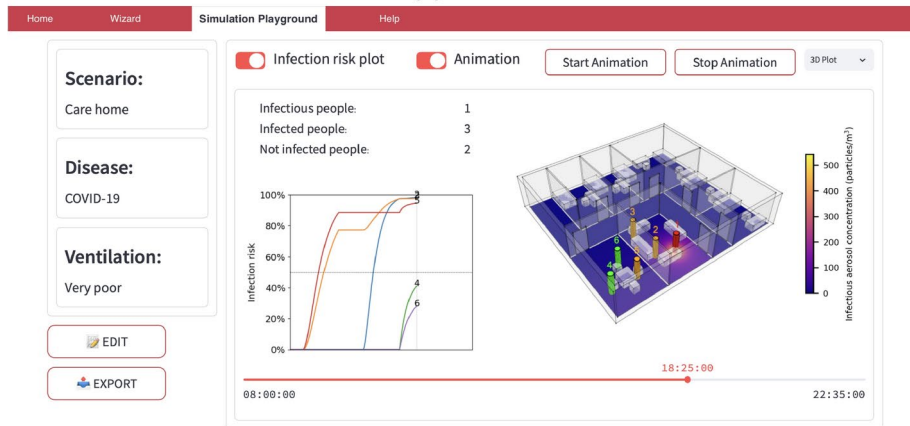 Home Wizard Simulation Playground Help
Infection risk plot Animation Start Animation Stop Animation 3D Plot
Scenario:
Care home
Disease:
COVID-19
Ventilation:
Very poor
EDIT
EXPORT
Infectious people: 1
Infected people: 3
Not infected people: 2
100%
80%
60%
40%
20%
0%
Infection risk
5
4
6
3
2
6
4
500
400
300
200
100
0
Infectious aerosol concentration (particles/m³)
18:25:00
08:00:00 22:35:00